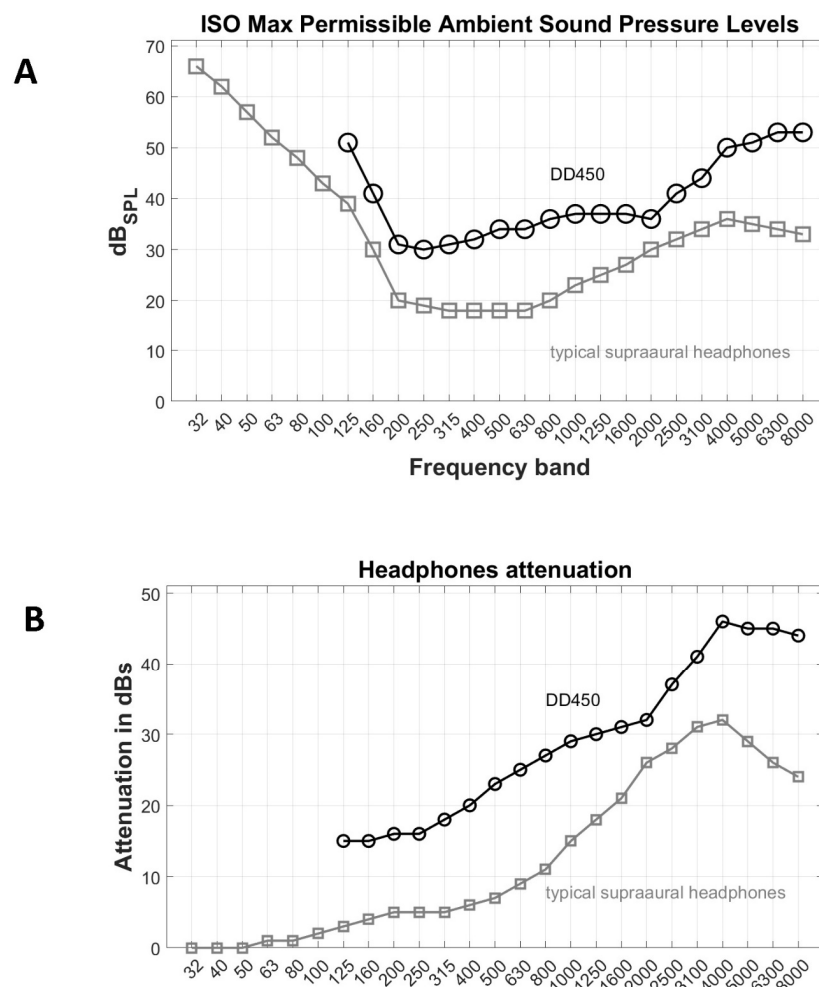 A
ISO Max Permissible Ambient Sound Pressure Levels
70
60
50
40
30
20
10
0
dBSPL
DD450
typical supraaural headphones
32 40 50 63 80 100 125 160 200 250 315 400 500 630 800 1000 1250 1600 2000 2500 3100 4000 5000 6300 8000
Frequency band
B
Headphones attenuation
50
40
30
20
10
0
Attenuation in dBs
DD450
typical supraaural headphones
32 40 50 63 80 100 125 160 200 250 315 400 500 630 800 1000 1250 1600 2000 2500 3100 4000 5000 6300 8000